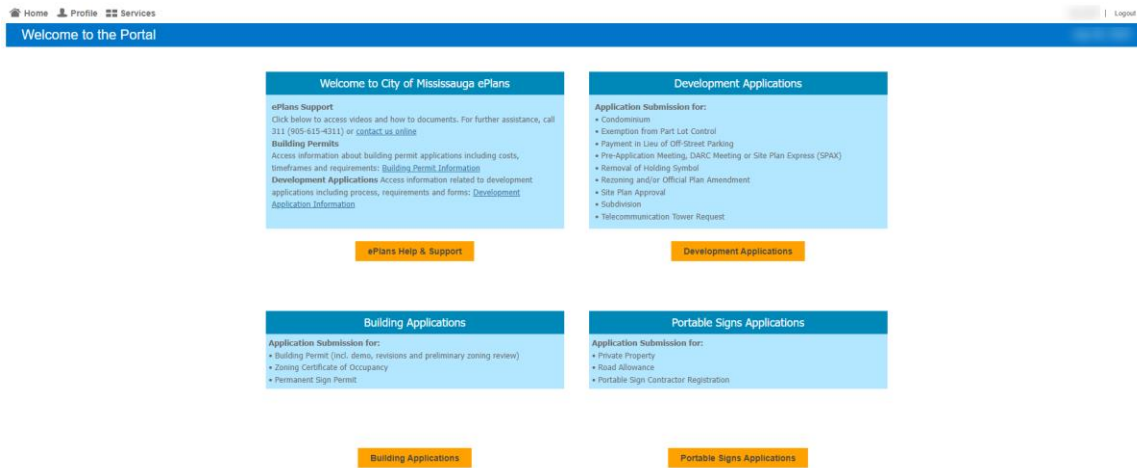 Home Profile Services
| Logout
Welcome to the Portal
Welcome to City of Mississauga ePlans
ePlans Support
Click below to access videos and how to documents. For further assistance, call
311 (905-615-4311) or contact us online
Building Permits
Access information about building permit applications including costs,
timeframes and requirements: Building Permit Information
Development Applications Access information related to development
applications including process, requirements and forms: Development
Application Information
ePlans Help & Support
Development Applications
Application Submission for:
• Condominium
• Exemption from Part Lot Control
• Payment in Lieu of Off-Street Parking
• Pre-Application Meeting, DARC Meeting or Site Plan Express (SPAX)
• Removal of Holding Symbol
• Rezoning and/or Official Plan Amendment
• Site Plan Approval
• Subdivision
• Telecommunication Tower Request
Development Applications
Building Applications
Application Submission for:
• Building Permit (incl. demo, revisions and preliminary zoning review)
• Zoning Certificate of Occupancy
• Permanent Sign Permit
Building Applications
Portable Signs Applications
Application Submission for:
• Private Property
• Road Allowance
• Portable Sign Contractor Registration
Portable Signs Applications